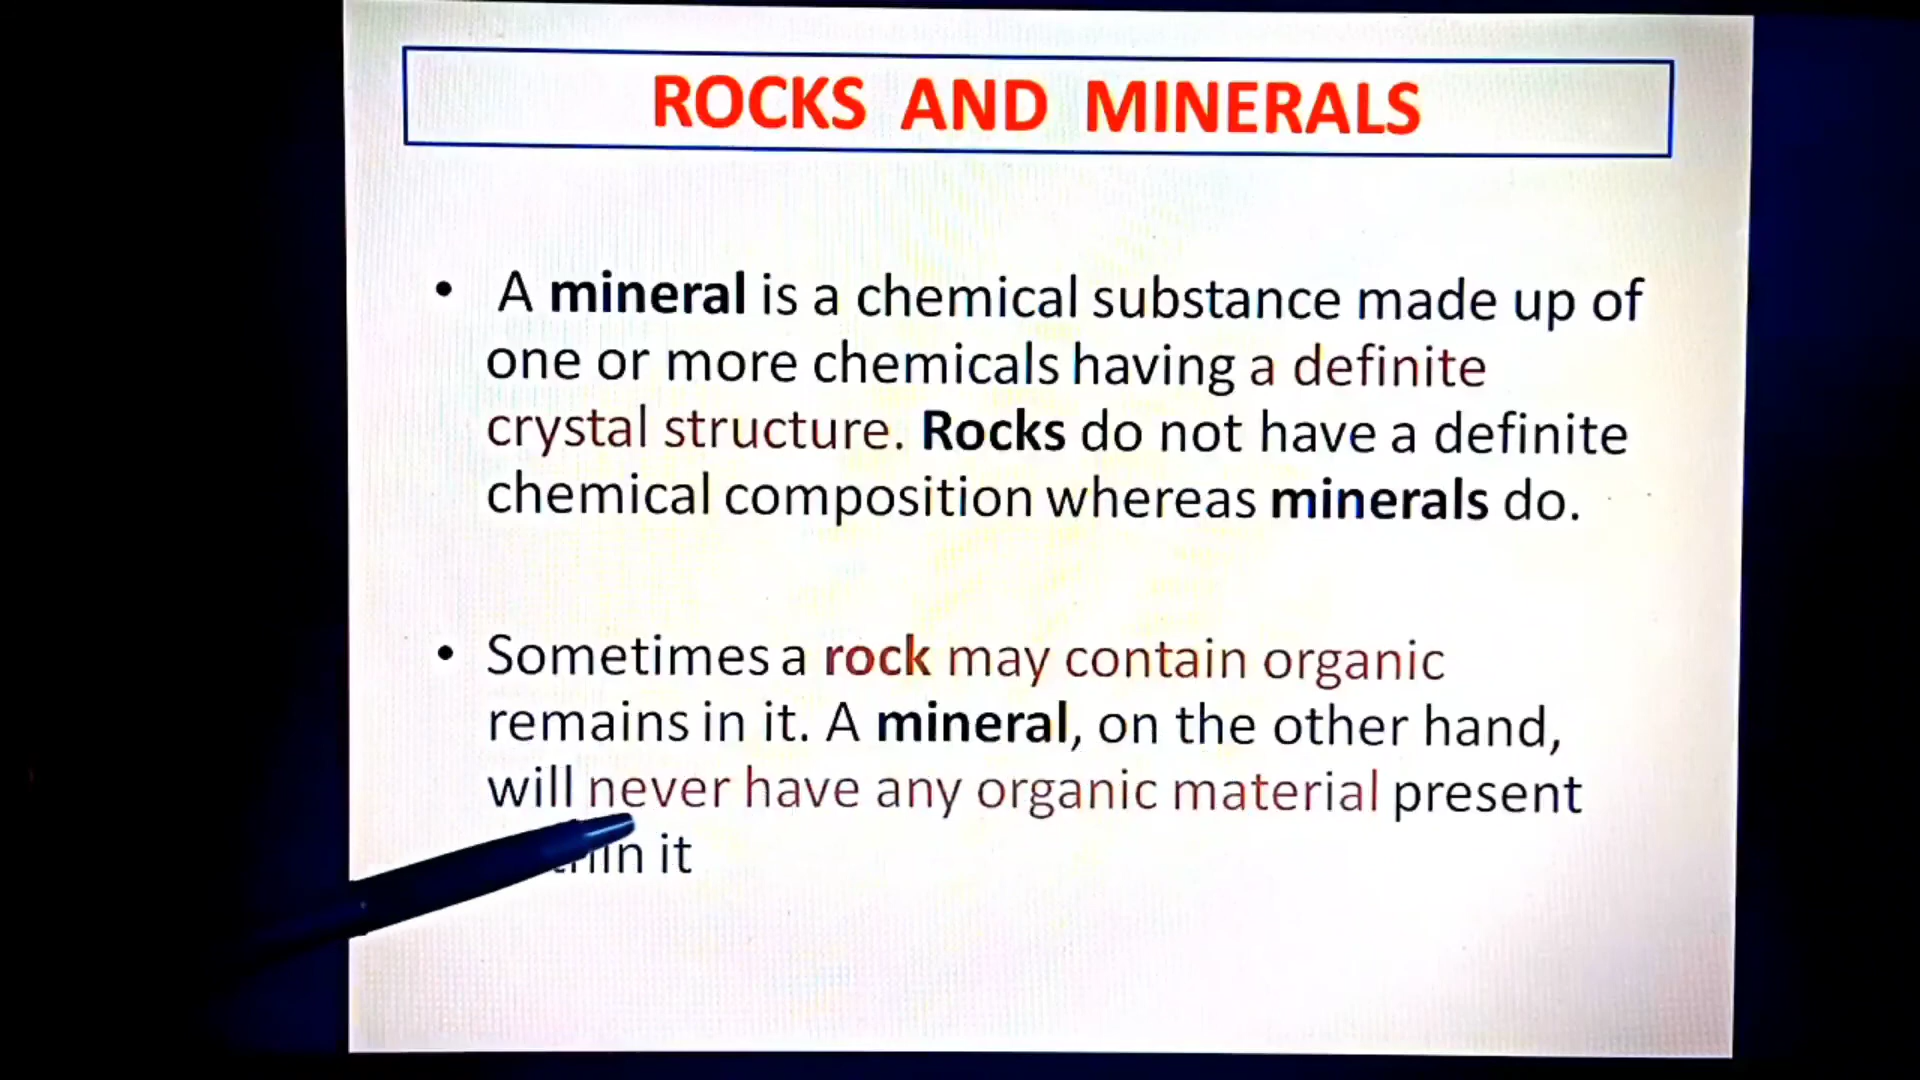 ROCKS AND MINERALS
• A mineral is a chemical substance made up of
one or more chemicals having a definite
crystal structure. Rocks do not have a definite
chemical composition whereas minerals do.
• Sometimes a rock may contain organic
remains in it. A mineral, on the other hand,
will never have any organic material present
it